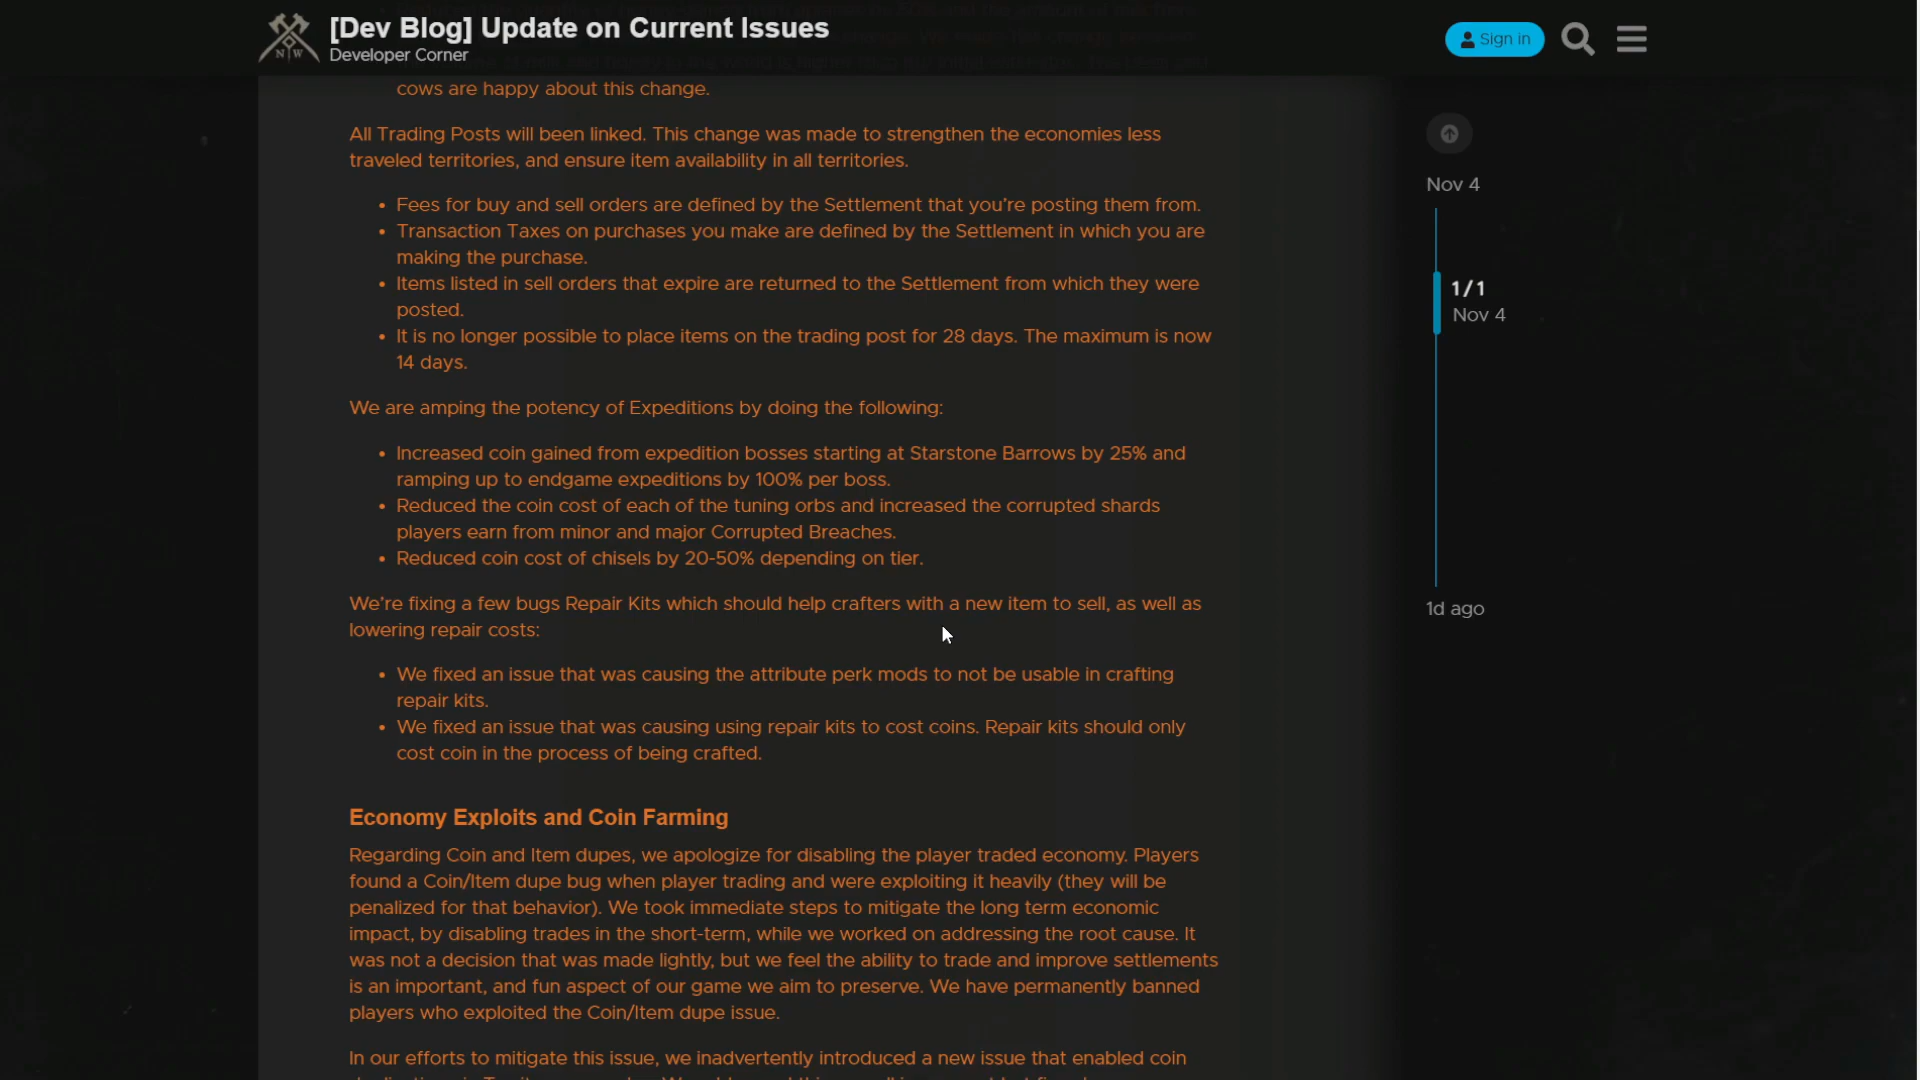 [Dev Blog] Update on Current Issues
Developer Corner
Sign in
NW
cows are happy about this change.
All Trading Posts will been linked. This change was made to strengthen the economies less
traveled territories, and ensure item availability in all territories.
• Fees for buy and sell orders are defined by the Settlement that you're posting them from.
• Transaction Taxes on purchases you make are defined by the Settlement in which you are
making the purchase.
• Items listed in sell orders that expire are returned to the Settlement from which they were
posted.
• It is no longer possible to place items on the trading post for 28 days. The maximum is now
14 days.
We are amping the potency of Expeditions by doing the following:
• Increased coin gained from expedition bosses starting at Starstone Barrows by 25% and
ramping up to endgame expeditions by 100% per boss.
• Reduced the coin cost of each of the tuning orbs and increased the corrupted shards
players earn from minor and major Corrupted Breaches.
• Reduced coin cost of chisels by 20-50% depending on tier.
We're fixing a few bugs Repair Kits which should help crafters with a new item to sell, as well as
lowering repair costs:
• We fixed an issue that was causing the attribute perk mods to not be usable in crafting
repair kits.
• We fixed an issue that was causing using repair kits to cost coins. Repair kits should only
cost coin in the process of being crafted.
Economy Exploits and Coin Farming
Regarding Coin and Item dupes, we apologize for disabling the player traded economy. Players
found a Coin/Item dupe bug when player trading and were exploiting it heavily (they will be
penalized for that behavior). We took immediate steps to mitigate the long term economic
impact, by disabling trades in the short-term, while we worked on addressing the root cause. It
was not a decision that was made lightly, but we feel the ability to trade and improve settlements
is an important, and fun aspect of our game we aim to preserve. We have permanently banned
players who exploited the Coin/Item dupe issue.
In our efforts to mitigate this issue, we inadvertently introduced a new issue that enabled coin
Nov 4
1/1
Nov 4
1d ago